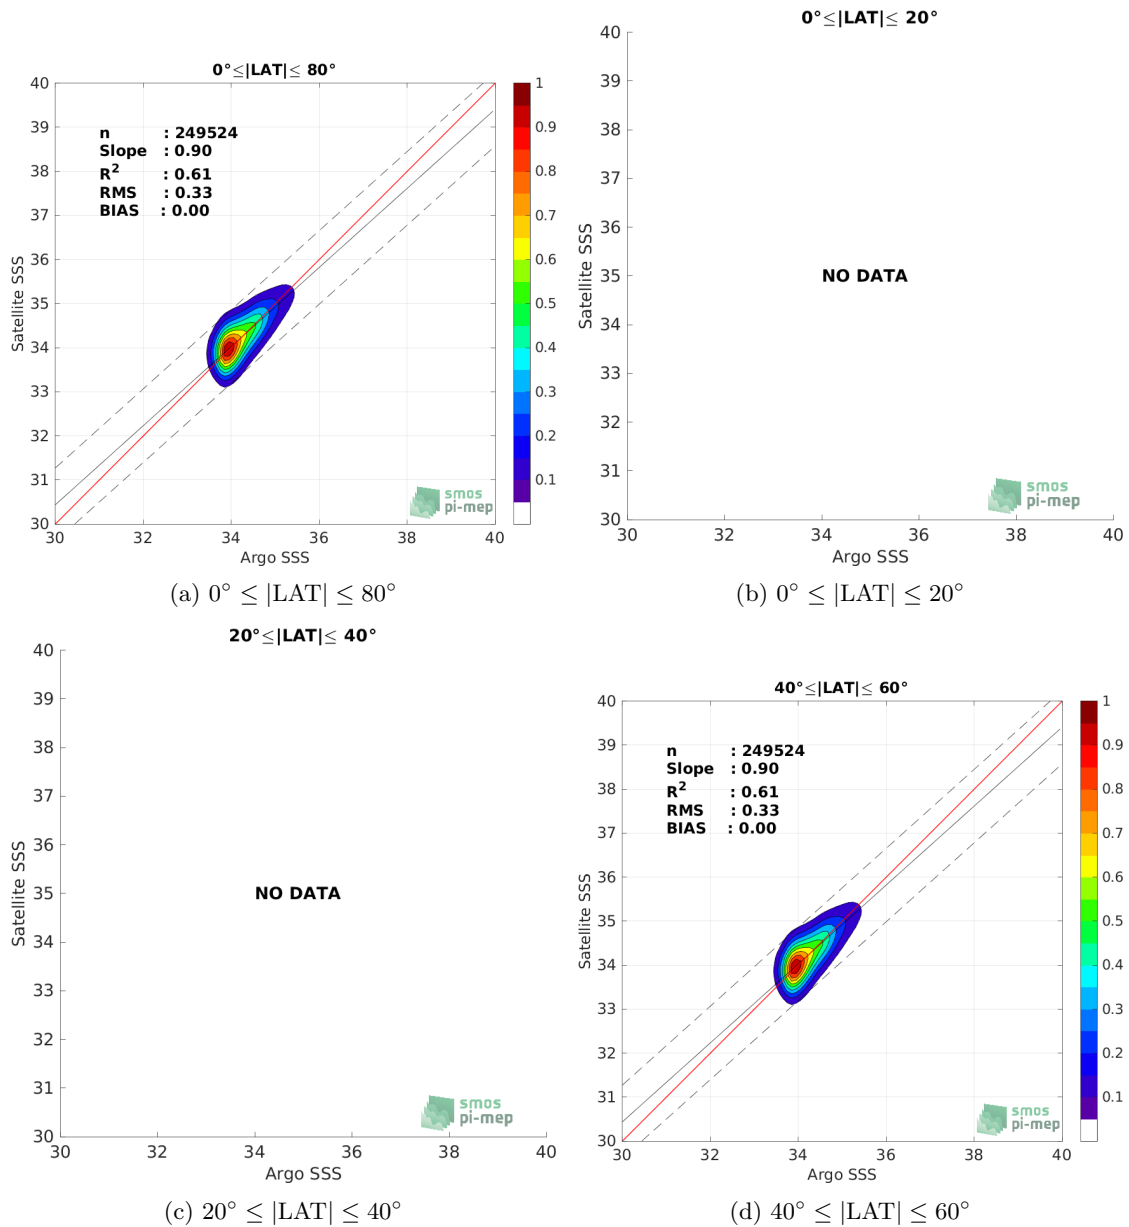 0°≤|LAT|≤ 80°
40
39
38
37
36
35
34
33
32
31
30
Satellite SSS
n : 249524
Slope : 0.90
R² : 0.61
RMS : 0.33
BIAS : 0.00
1
0.9
0.8
0.7
0.6
0.5
0.4
0.3
0.2
0.1
smos
pi-mep
30 32 34 36 38 40
Argo SSS
(a) 0° ≤ |LAT| ≤ 80°
0°≤|LAT|≤ 20°
40
39
38
37
36
35
34
33
32
31
30
Satellite SSS
NO DATA
smos
pi-mep
30 32 34 36 38 40
Argo SSS
(b) 0° ≤ |LAT| ≤ 20°
20°≤|LAT|≤ 40°
40
39
38
37
36
35
34
33
32
31
30
Satellite SSS
NO DATA
smos
pi-mep
30 32 34 36 38 40
Argo SSS
(c) 20° ≤ |LAT| ≤ 40°
40°≤|LAT|≤ 60°
40
39
38
37
36
35
34
33
32
31
30
Satellite SSS
n : 249524
Slope : 0.90
R² : 0.61
RMS : 0.33
BIAS : 0.00
1
0.9
0.8
0.7
0.6
0.5
0.4
0.3
0.2
0.1
smos
pi-mep
30 32 34 36 38 40
Argo SSS
(d) 40° ≤ |LAT| ≤ 60°